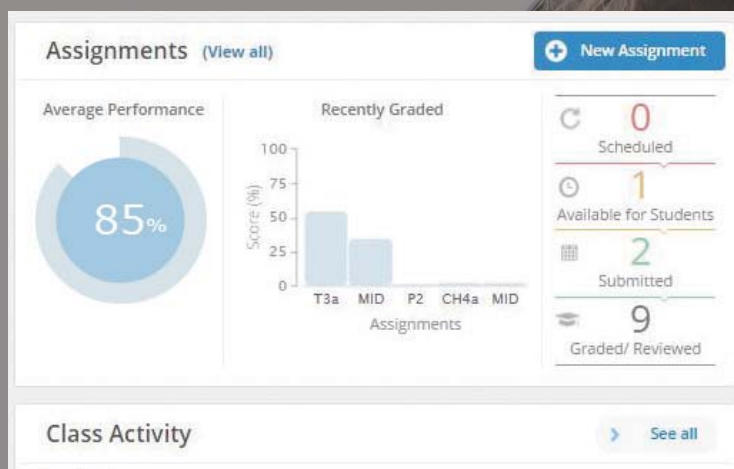 Assignments (View all)
New Assignment
Average Performance
85%
Recently Graded
100
75
50
25
0
Score (%)
T3a MID P2 CH4a MID
Assignments
0
Scheduled
1
Available for Students
2
Submitted
9
Graded/ Reviewed
Class Activity
See all